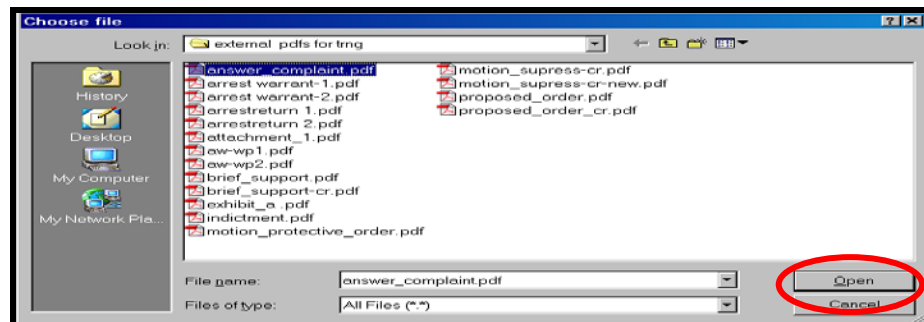 Choose file
Look in: external pdfs for trng
History
Desktop
My Computer
My Network Pla...
answer_complaint.pdf
arrest warrant-1.pdf
arrest warrant-2.pdf
arrestreturn 1.pdf
arrestreturn 2.pdf
attachment_1.pdf
aw-wp1.pdf
aw-wp2.pdf
brief_support.pdf
brief_support-cr.pdf
exhibit_a .pdf
indictment.pdf
motion_protective_order.pdf
motion_supress-cr.pdf
motion_supress-cr-new.pdf
proposed_order.pdf
proposed_order_cr.pdf
File name: answer_complaint.pdf Open
Files of type: All Files (*.*) Cancel